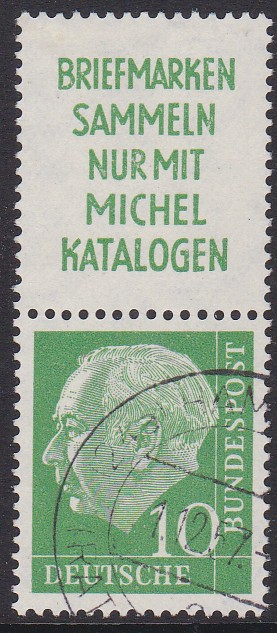 BRIEFMARKEN
SAMMELN
NUR MIT
MICHEL
KATALOGEN
BUNDESPOST
10
DEUTSCHE